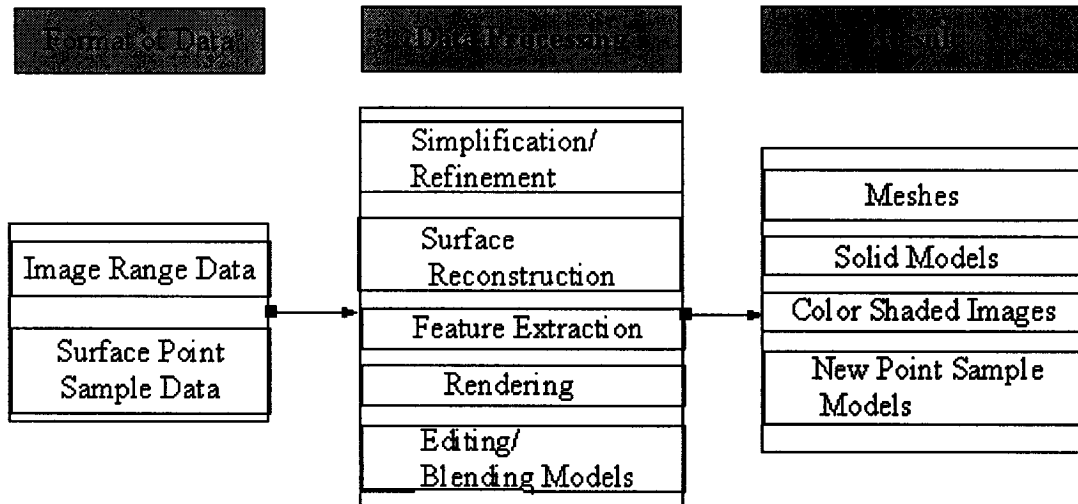 Format of Data
Data Processing
Result
Image Range Data
Surface Point
Sample Data
Simplification/
Refinement
Surface
Reconstruction
Feature Extraction
Rendering
Editing/
Blending Models
Meshes
Solid Models
Color Shaded Images
New Point Sample
Models